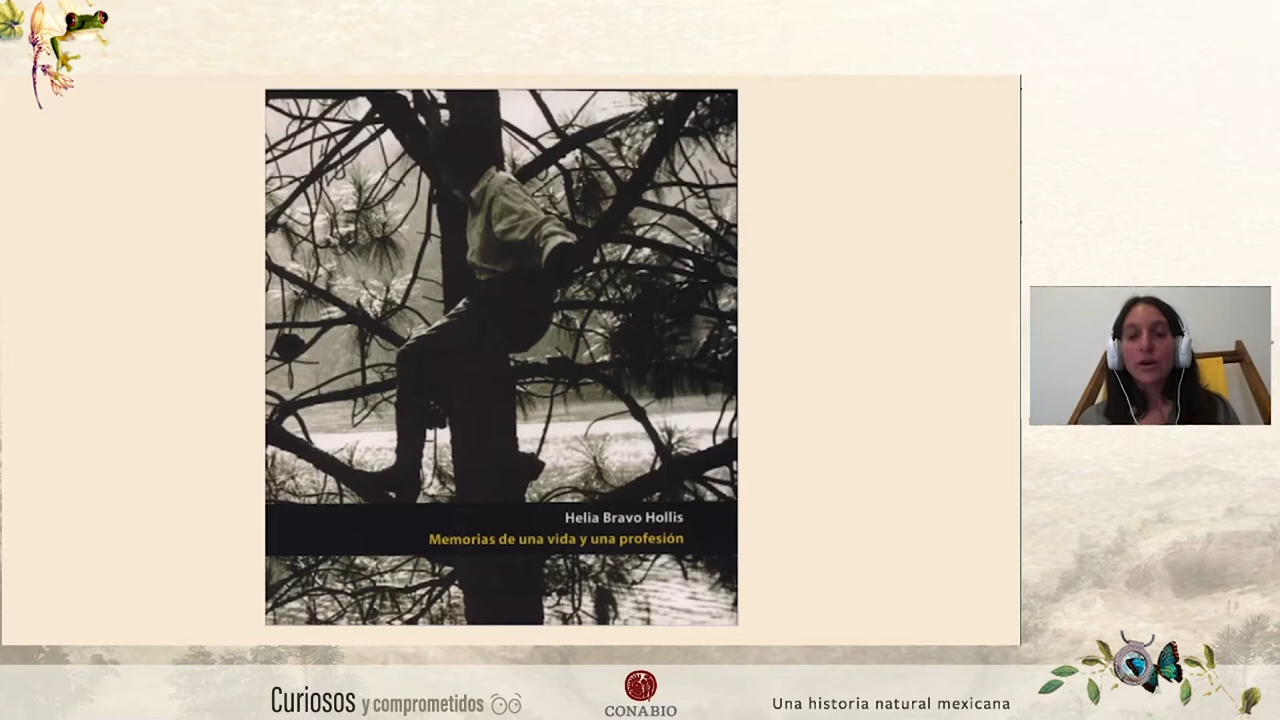 Helia Bravo Hollis
Memorias de una vida y una profesión
Curiosos y comprometidos
CONABIO
Una historia natural mexicana